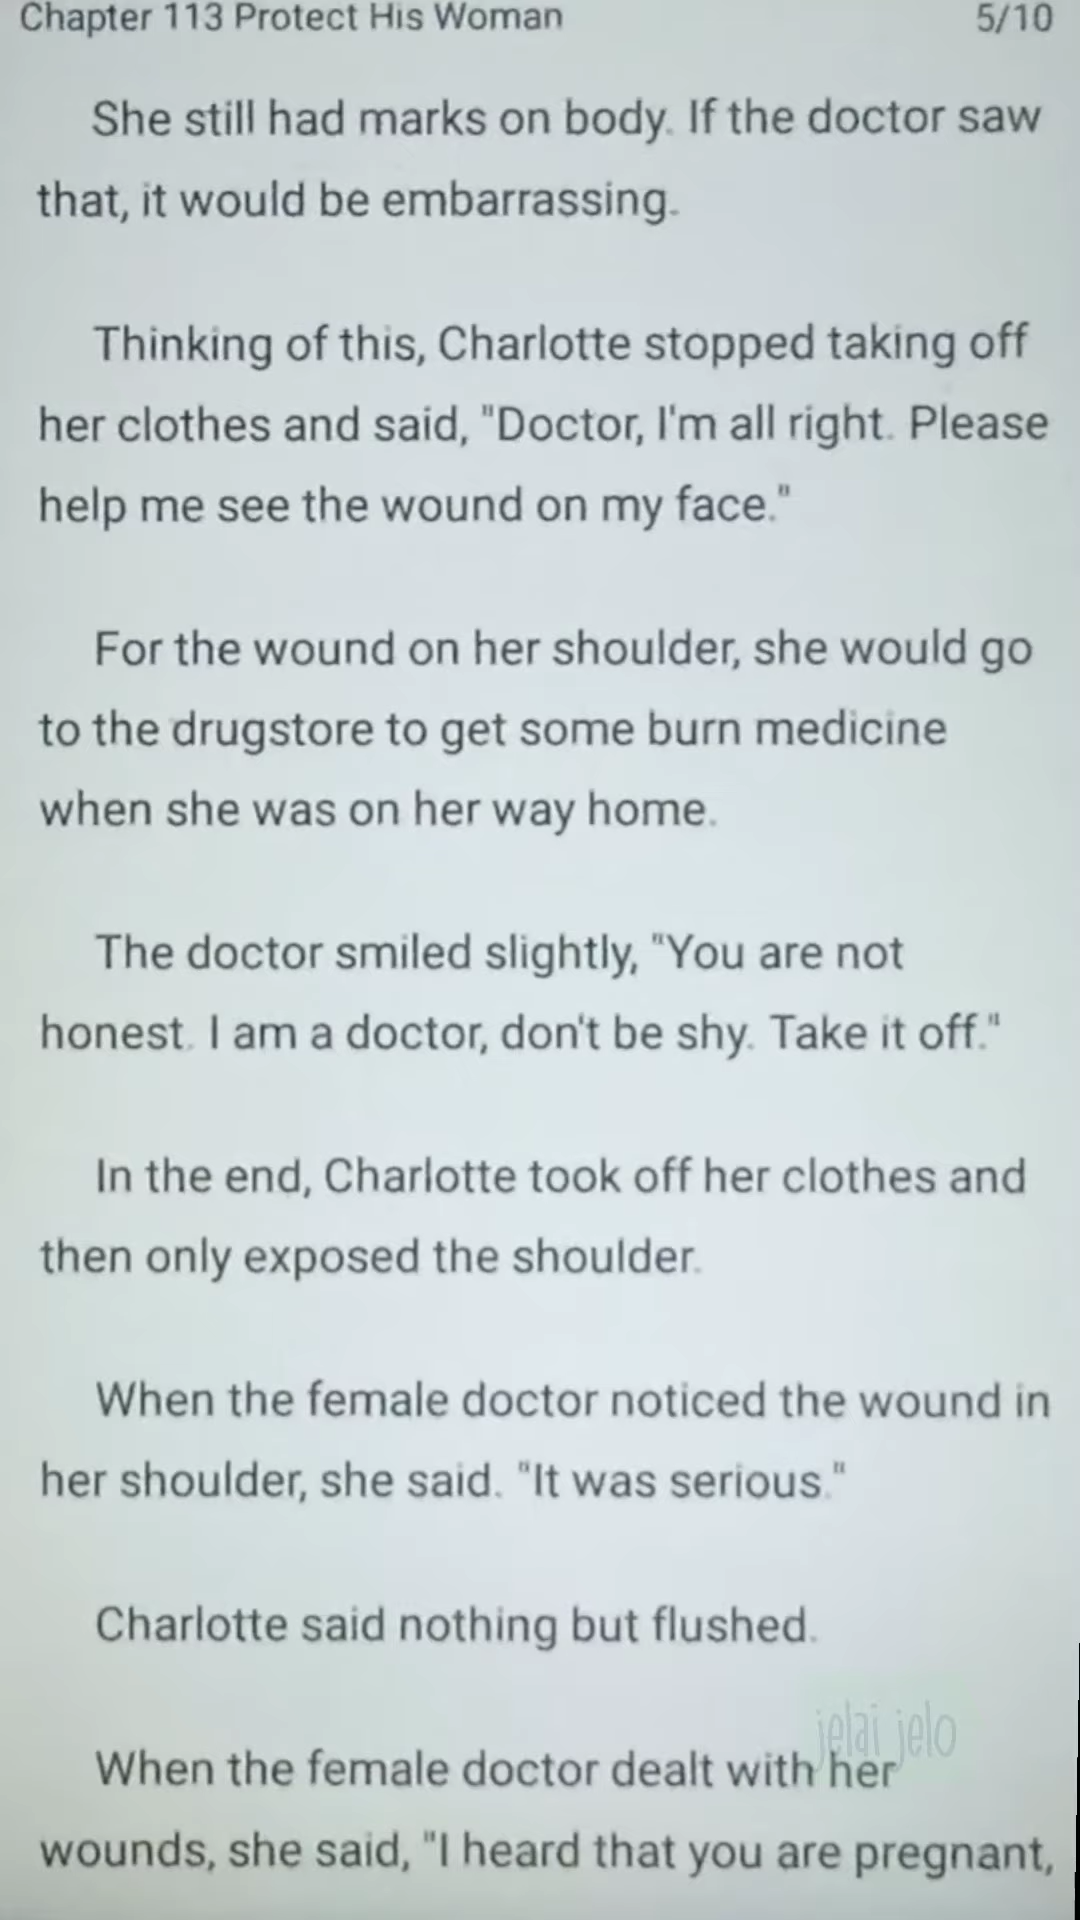 Chapter 113 Protect His Woman 5/10
She still had marks on body. If the doctor saw
that, it would be embarrassing.
Thinking of this, Charlotte stopped taking off
her clothes and said, "Doctor, I'm all right. Please
help me see the wound on my face."
For the wound on her shoulder, she would go
to the drugstore to get some burn medicine
when she was on her way home.
The doctor smiled slightly, "You are not
honest. I am a doctor, don't be shy. Take it off."
In the end, Charlotte took off her clothes and
then only exposed the shoulder.
When the female doctor noticed the wound in
her shoulder, she said. "It was serious."
Charlotte said nothing but flushed.
jelai jelo
When the female doctor dealt with her
wounds, she said, "I heard that you are pregnant,